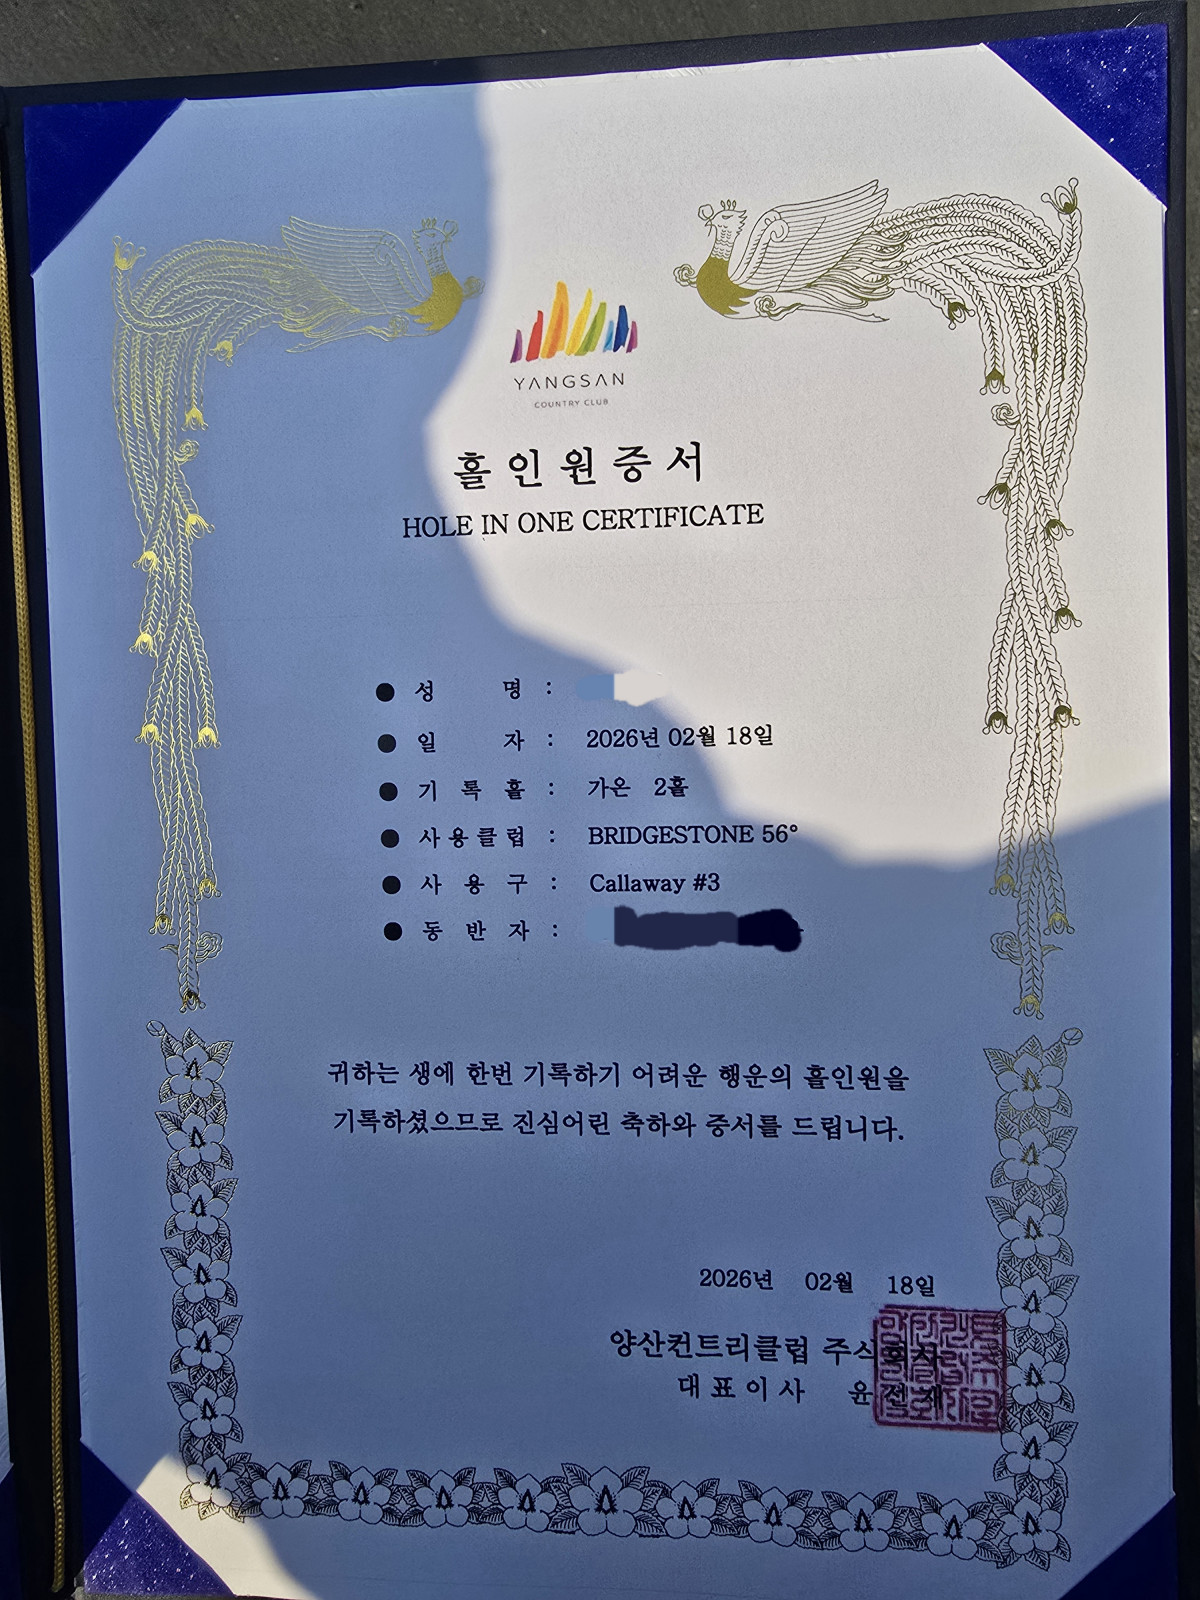 YANGSAN
COUNTRY CLUB
홀인원증서
HOLE IN ONE CERTIFICATE
● 성 명 :
● 일 자 : 2026년 02월 18일
● 기 록 홀 : 가온 2홀
● 사용클럽 : BRIDGESTONE 56°
● 사 용 구 : Callaway #3
● 동 반 자 :
귀하는 생에 한번 기록하기 어려운 행운의 홀인원을
기록하셨으므로 진심어린 축하와 증서를 드립니다.
2026년 02월 18일
양산컨트리클럽 주식회사
대표이사 윤